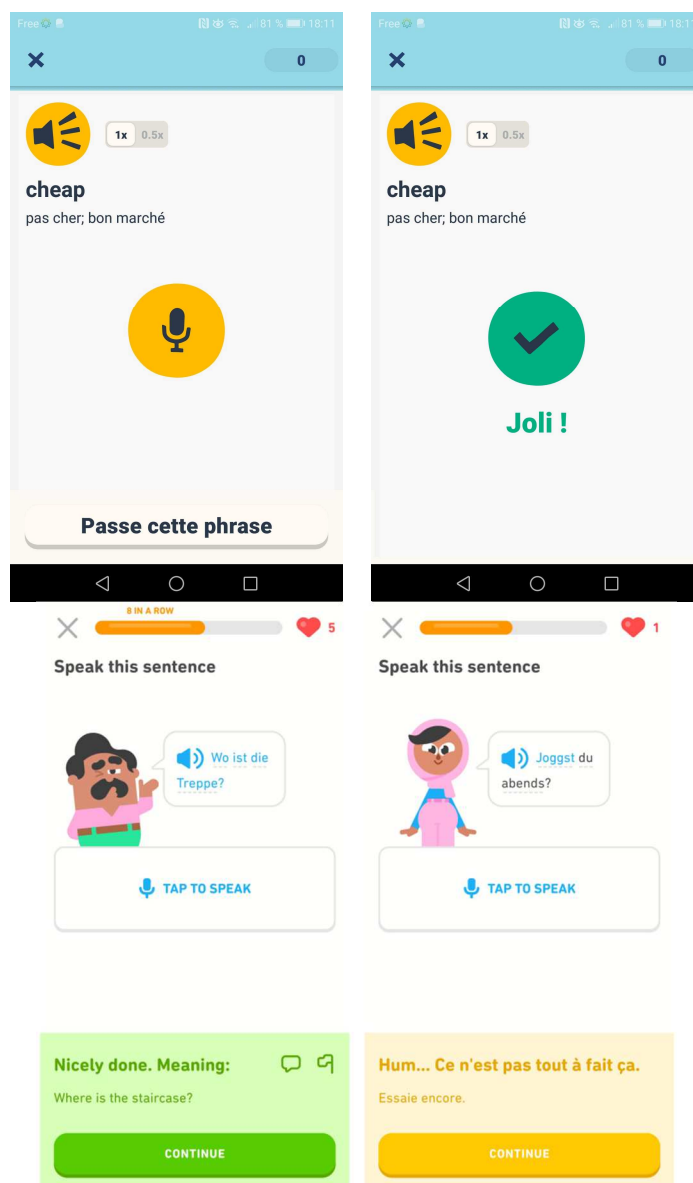 Free 81 % 18:11
0
1x 0.5x
cheap
pas cher; bon marché
Passe cette phrase
Free 81 % 18:11
0
1x 0.5x
cheap
pas cher; bon marché
Joli !
8 IN A ROW
5
Speak this sentence
Wo ist die
Treppe?
TAP TO SPEAK
Nicely done. Meaning:
Where is the staircase?
CONTINUE
1
Speak this sentence
Joggst du
abends?
TAP TO SPEAK
Hum... Ce n'est pas tout à fait ça.
Essaie encore.
CONTINUE